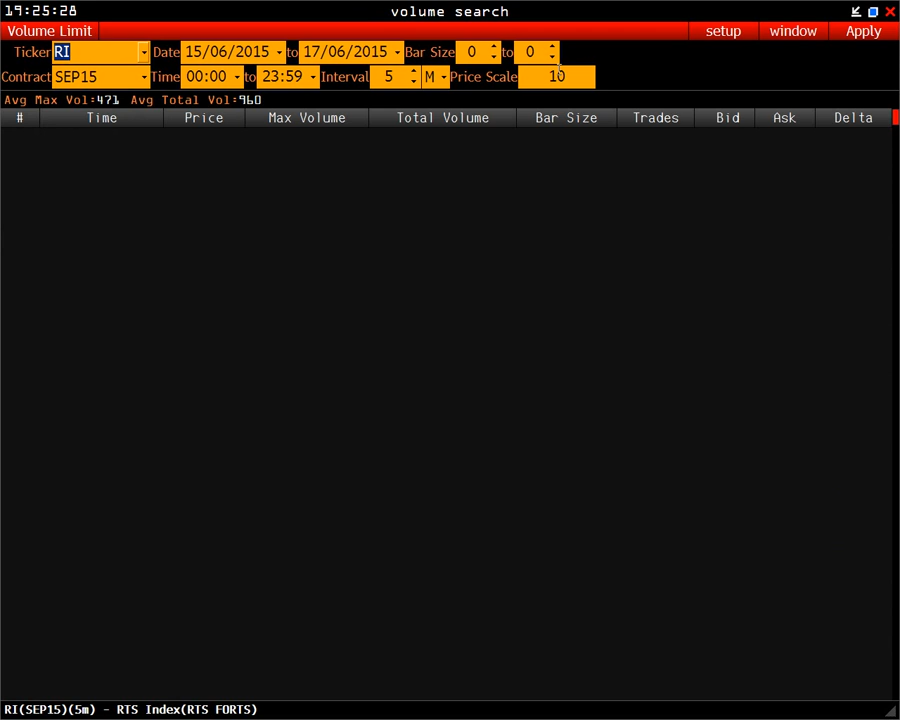 19:25:28 volume search
Volume Limit setup window Apply
Ticker RI Date 15/06/2015 to 17/06/2015 Bar Size 0 to 0
Contract SEP15 Time 00:00 to 23:59 Interval 5 M Price Scale 10
Avg Max Vol:471 Avg Total Vol:960
# Time Price Max Volume Total Volume Bar Size Trades Bid Ask Delta
RI(SEP15)(5m) - RTS Index(RTS FORTS)